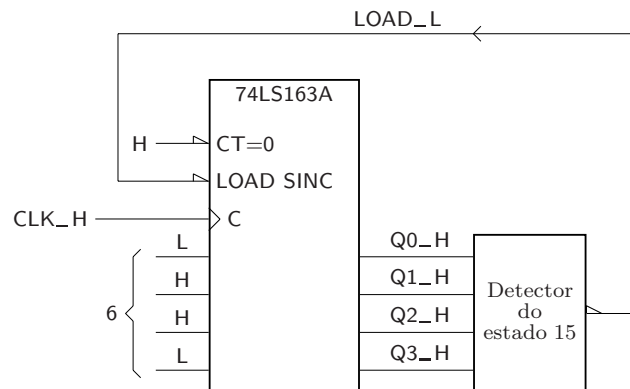 LOAD_L
74LS163A
H
CT=0
LOAD SINC
CLK_H
C
L
Q0_H
H
Q1_H
6
H
Q2_H
L
Q3_H
Detector
do
estado 15